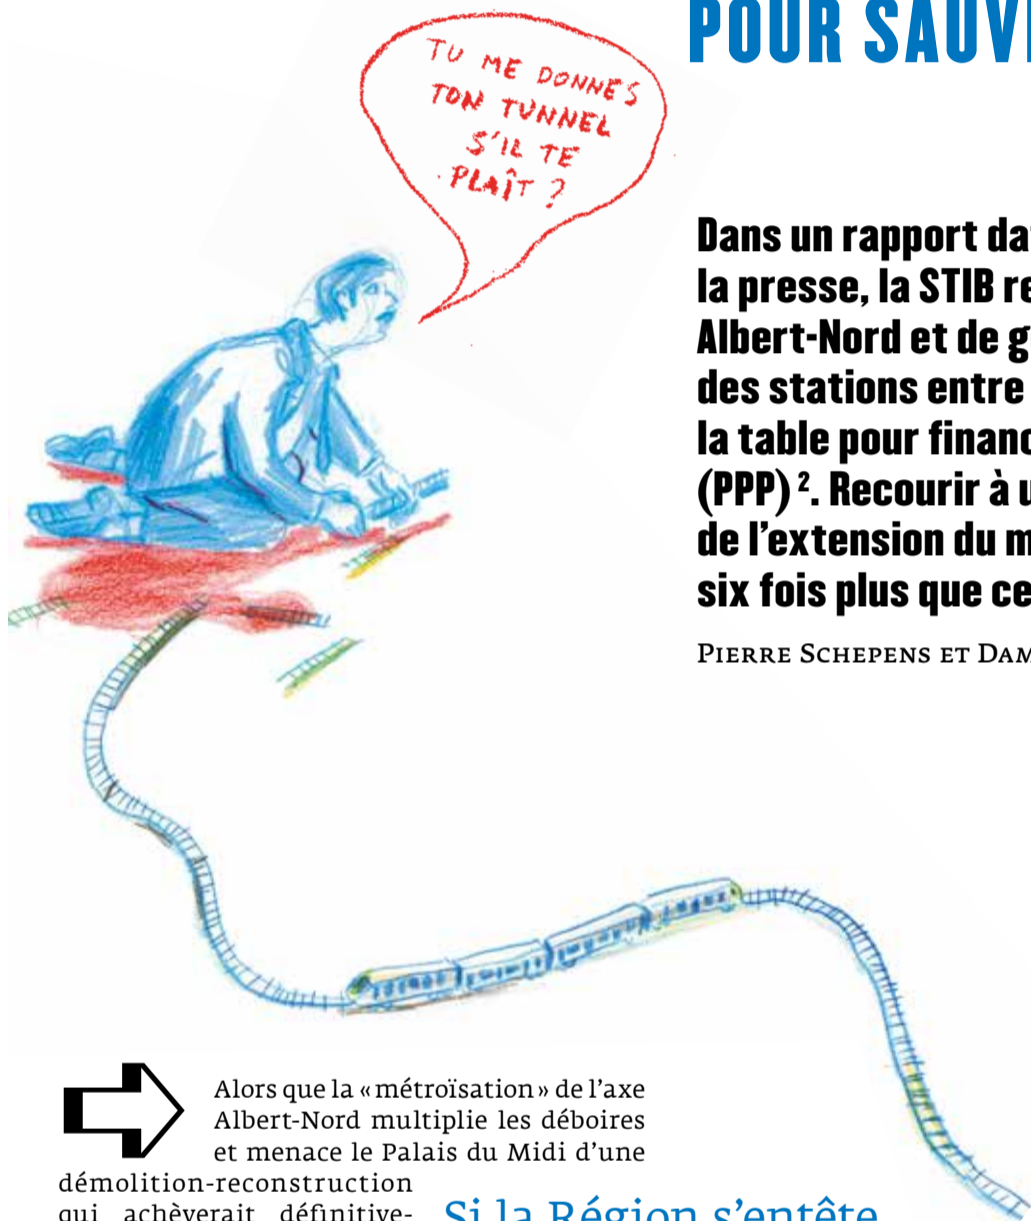 POUR SAUV
TU ME DONNES
TON TUNNEL
S'IL TE
PLAÎT ?
Dans un rapport da
la presse, la STIB re
Albert-Nord et de g
des stations entre
la table pour financ
(PPP) ². Recourir à u
de l'extension du m
six fois plus que ce
PIERRE SCHEPENS ET DAM
Alors que la « métroïsation » de l'axe
Albert-Nord multiplie les déboires
et menace le Palais du Midi d'une
démolition-reconstruction
qui achèverait définitive-
Si la Région s'entête